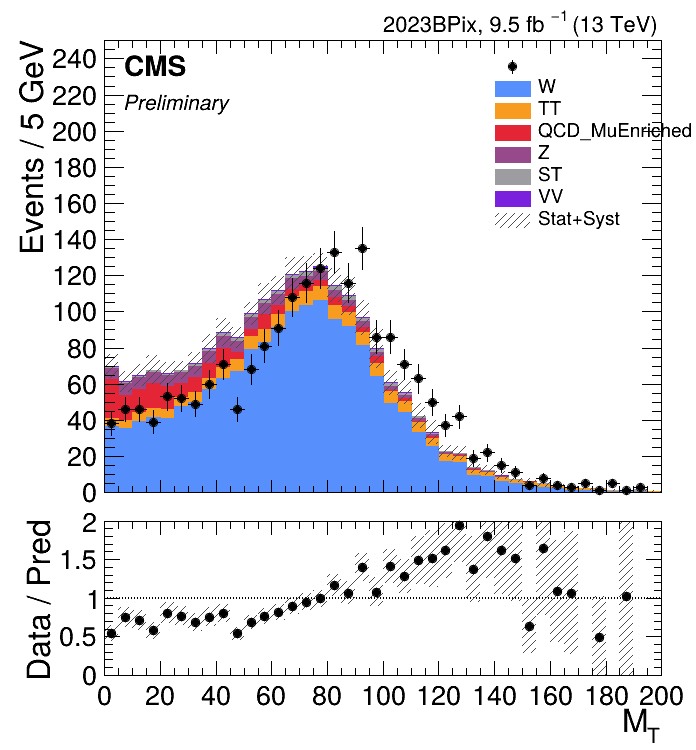 2023BPix, 9.5 fb⁻¹ (13 TeV)
CMS
Preliminary
Events / 5 GeV
240
220
200
180
160
140
120
100
80
60
40
20
0
W
TT
QCD_MuEnriched
Z
ST
VV
Stat+Syst
Data / Pred
2
1.5
1
0.5
0
0 20 40 60 80 100 120 140 160 180 200
M_T